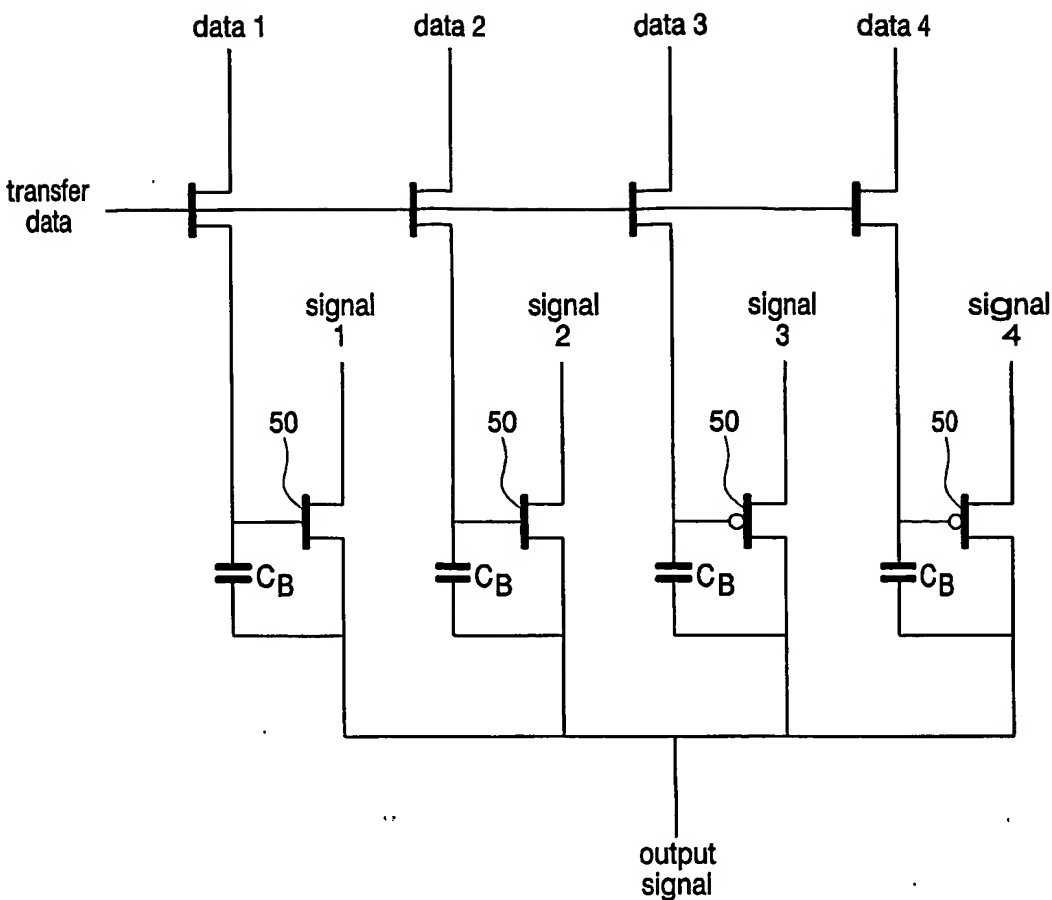 data 1
data 2
data 3
data 4
transfer
data
signal
1
signal
2
signal
3
signal
4
50
50
50
50
CB
CB
CB
CB
output
signal